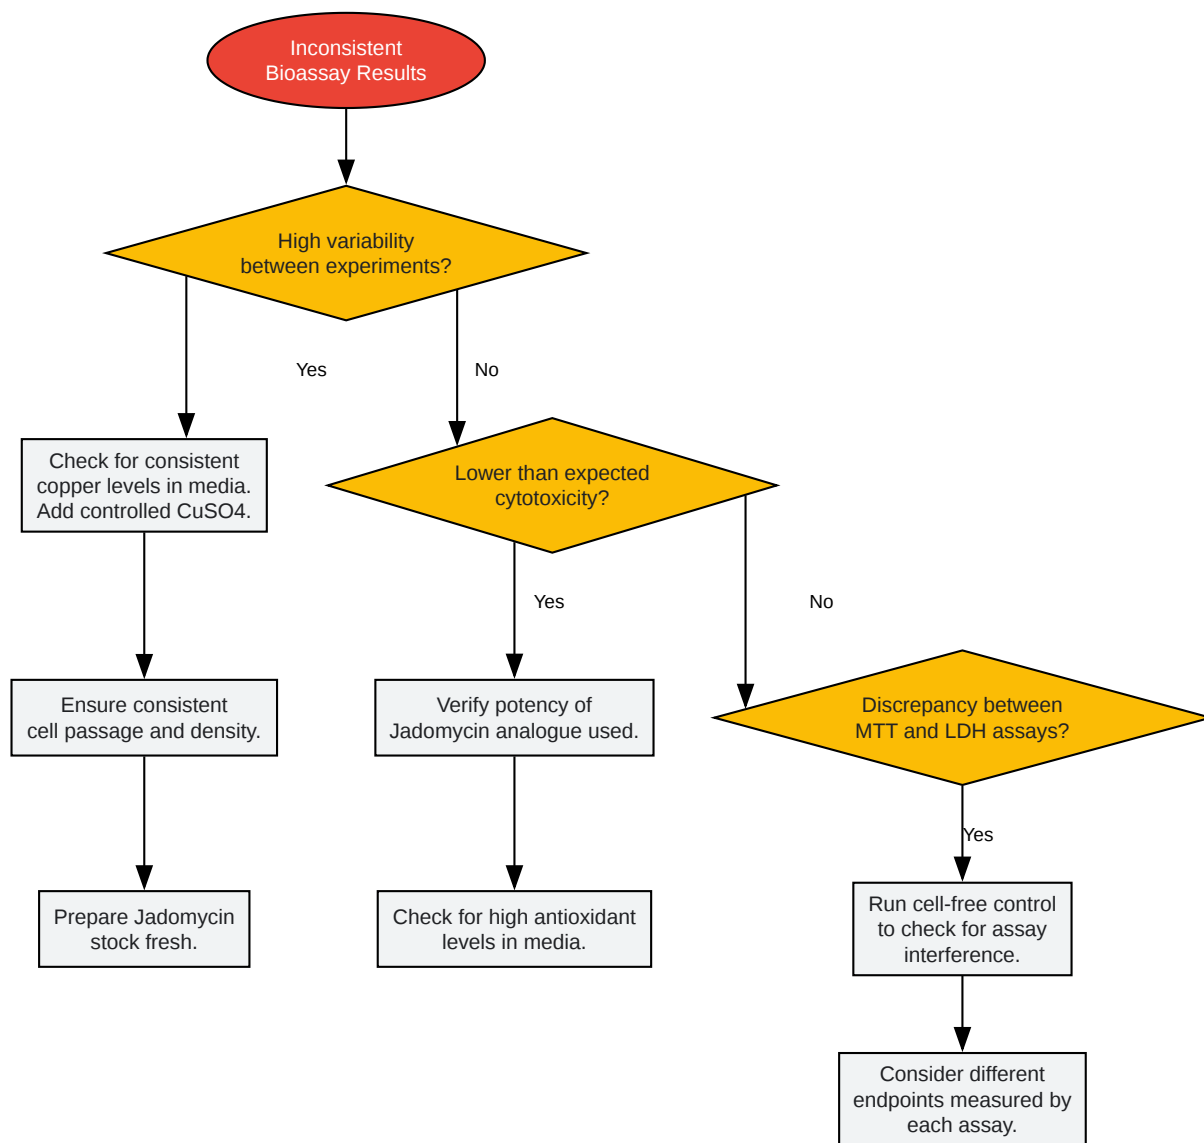 Inconsistent
Bioassay Results
High variability
between experiments?
Yes
No
Check for consistent
copper levels in media.
Add controlled CuSO4.
Lower than expected
cytotoxicity?
Yes
No
Ensure consistent
cell passage and density.
Verify potency of
Jadomycin analogue used.
Discrepancy between
MTT and LDH assays?
Yes
Prepare Jadomycin
stock fresh.
Check for high antioxidant
levels in media.
Run cell-free control
to check for assay
interference.
Consider different
endpoints measured by
each assay.